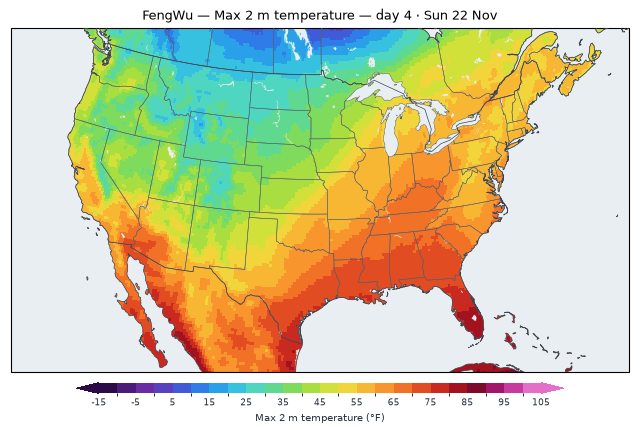 FengWu — Max 2 m temperature — day 4 · Sun 22 Nov
-15 -5 5 15 25 35 45 55 65 75 85 95 105
Max 2 m temperature (°F)